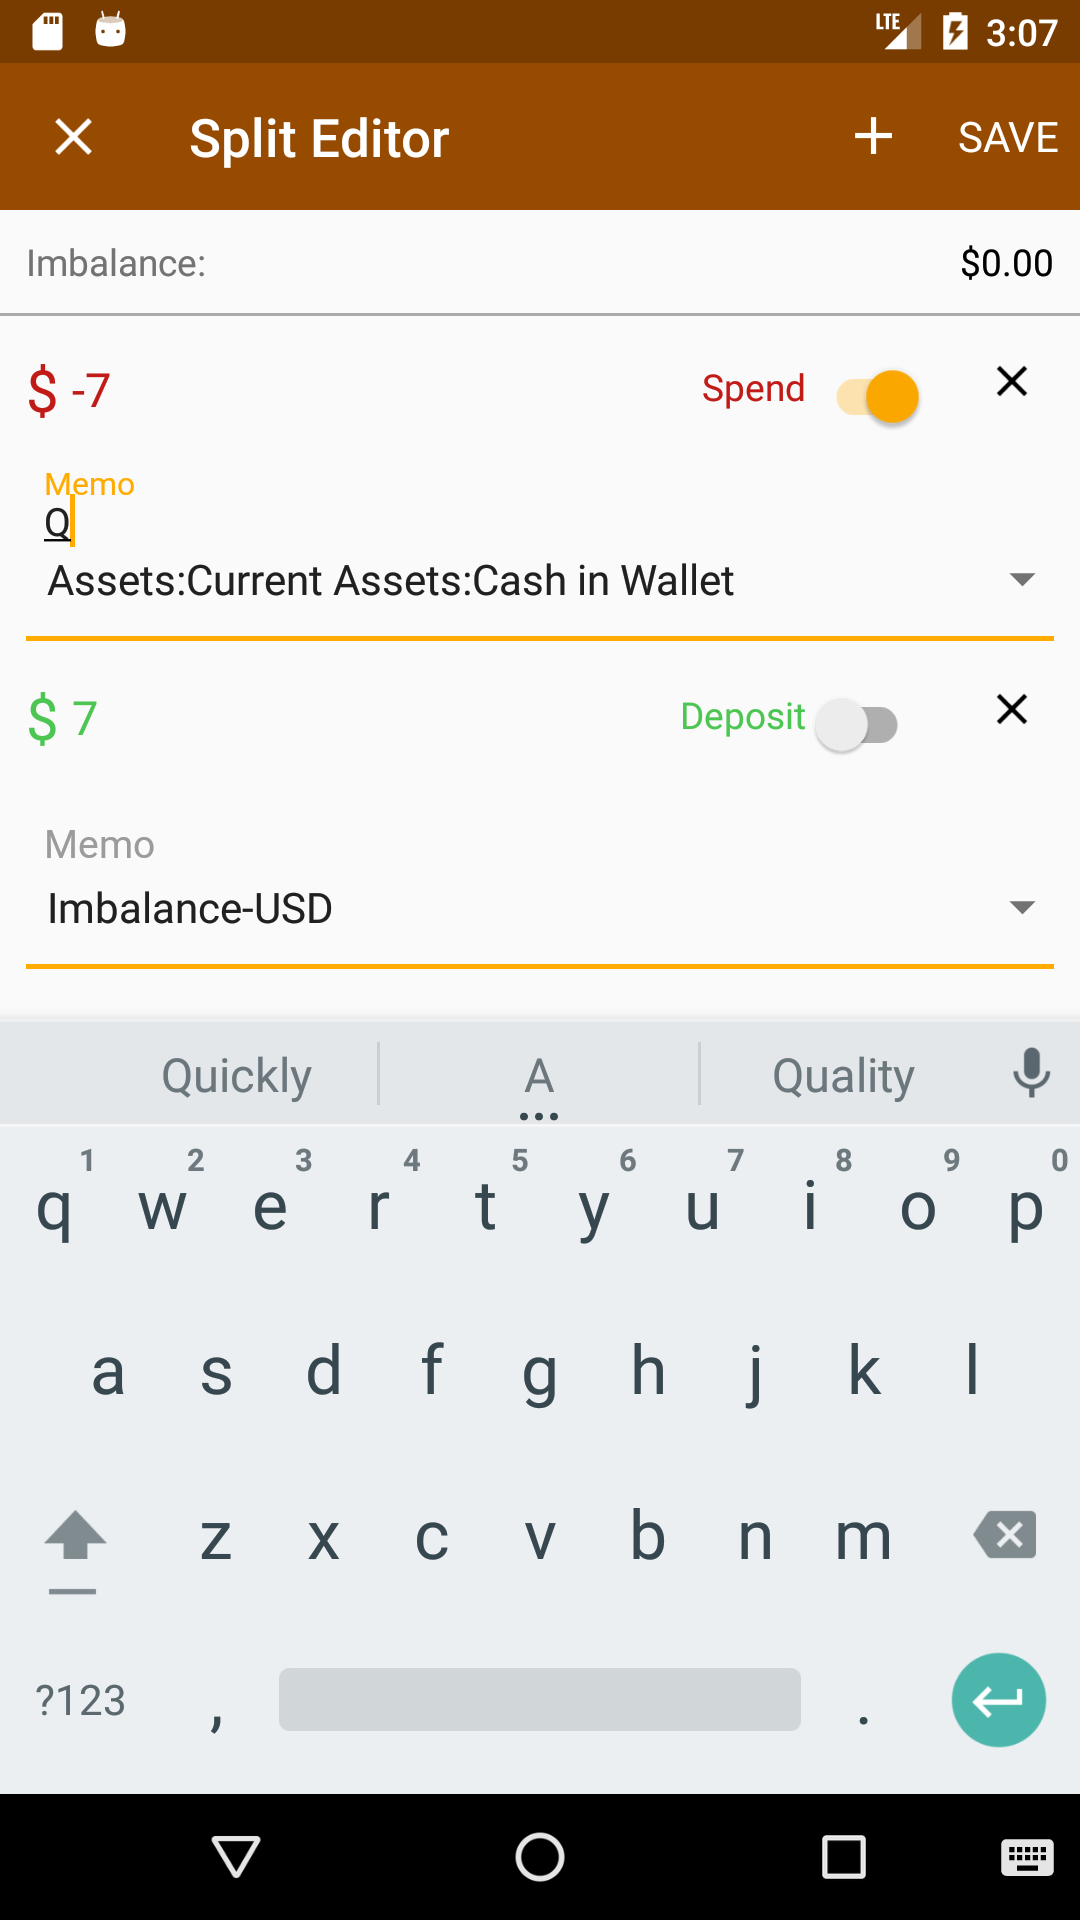 LTE 3:07
Split Editor SAVE
Imbalance: $0.00
$ -7 Spend
Memo
Q
Assets:Current Assets:Cash in Wallet
$ 7 Deposit
Memo
Imbalance-USD
Quickly A Quality
1 2 3 4 5 6 7 8 9 0
q w e r t y u i o p
a s d f g h j k l
z x c v b n m
?123 , .